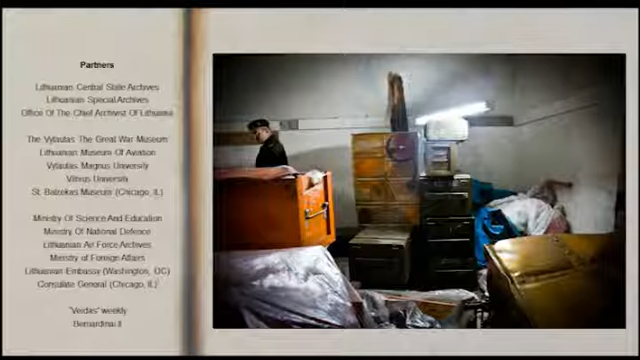 Partners
Lithuanian Central State Archives
Lithuanian Special Archives
Office Of The Chief Archivist Of Lithuania
The Vytautas The Great War Museum
Lithuanian Museum Of Aviation
Vytautas Magnus University
Vilnius University
St. Balzekas Museum (Chicago, IL)
Ministry Of Science And Education
Ministry Of National Defence
Lithuanian Air Force Archives
Ministry of Foreign Affairs
Lithuanian Embassy (Washington, DC)
Consulate General (Chicago, IL)
"Veidas" weekly
Bernardinai.lt